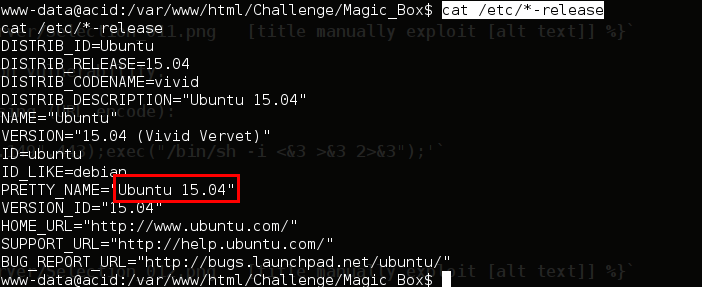 www-data@acid:/var/www/html/Challenge/Magic_Box$ cat /etc/*-release
cat /etc/*-release
DISTRIB_ID=Ubuntu
DISTRIB_RELEASE=15.04
DISTRIB_CODENAME=vivid
DISTRIB_DESCRIPTION="Ubuntu 15.04"
NAME="Ubuntu"
VERSION="15.04 (Vivid Vervet)"
ID=ubuntu
ID_LIKE=debian
PRETTY_NAME="Ubuntu 15.04"
VERSION_ID="15.04"
HOME_URL="http://www.ubuntu.com/"
SUPPORT_URL="http://help.ubuntu.com/"
BUG_REPORT_URL="http://bugs.launchpad.net/ubuntu/"
www-data@acid:/var/www/html/Challenge/Magic_Box$